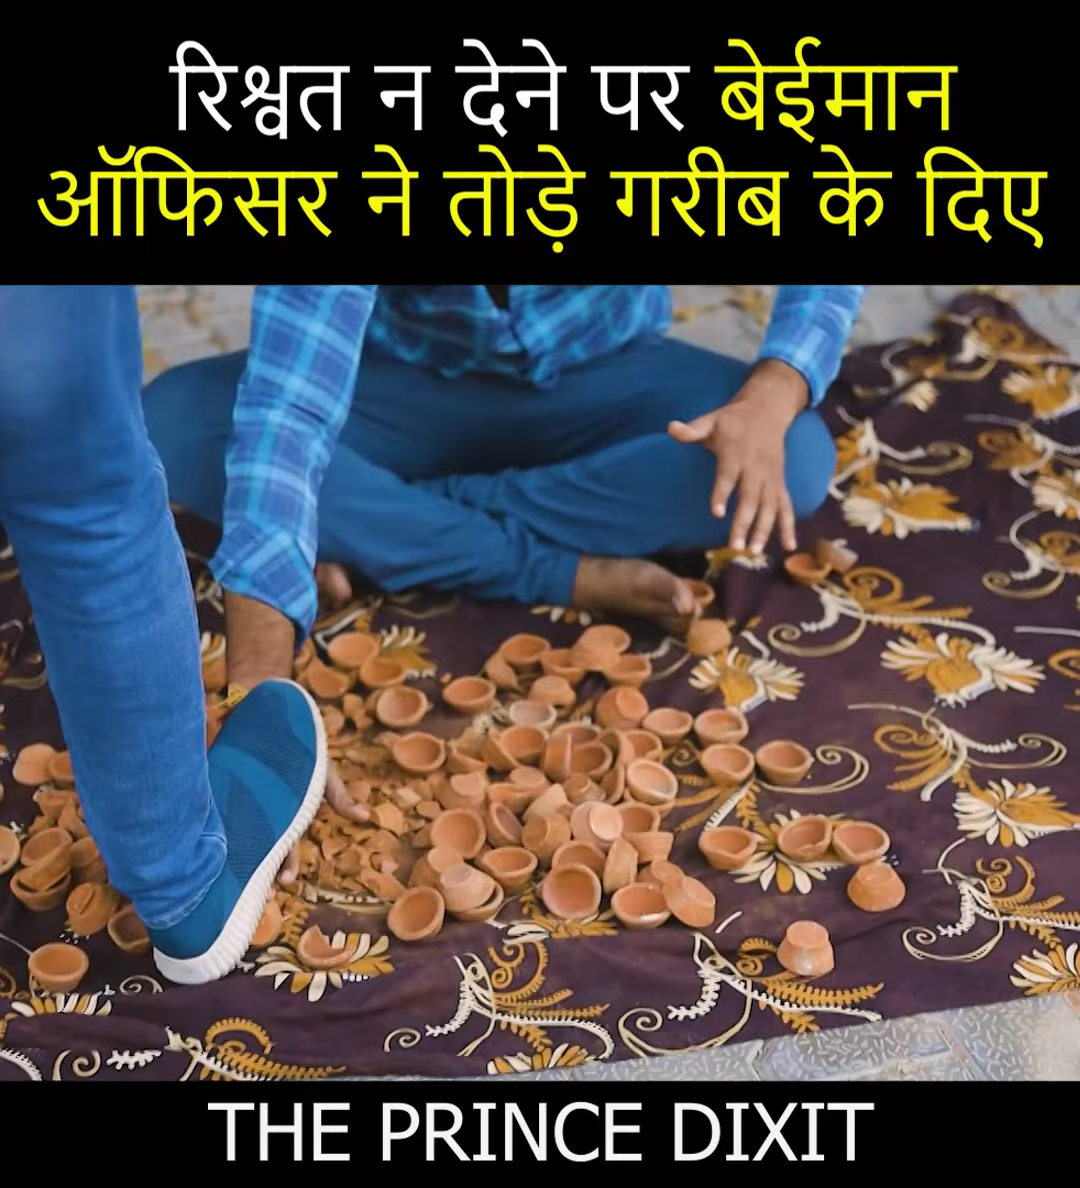 रिश्वत न देने पर बेईमान
ऑफिसर ने तोड़े गरीब के दिए
THE PRINCE DIXIT